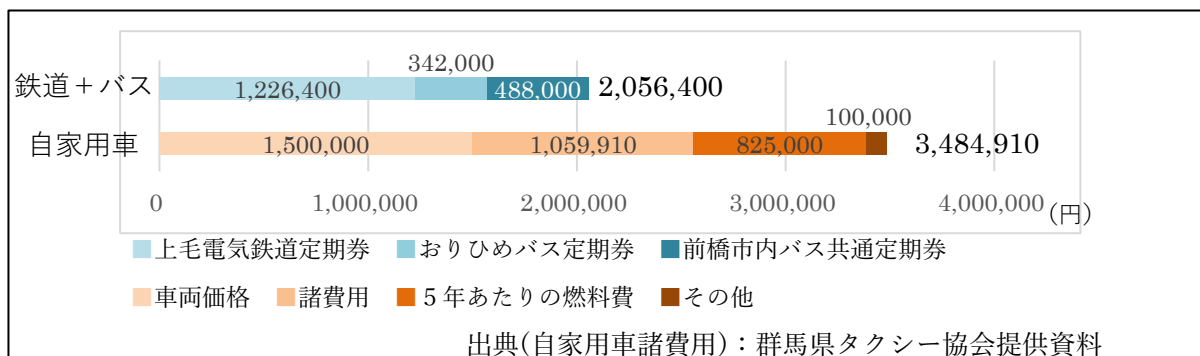 342,000
鉄道＋バス 1,226,400 488,000 2,056,400
100,000
自家用車 1,500,000 1,059,910 825,000 3,484,910
0 1,000,000 2,000,000 3,000,000 4,000,000 (円)
上毛電気鉄道定期券 おりひめバス定期券 前橋市内バス共通定期券
車両価格 諸費用 ５年あたりの燃料費 その他
出典(自家用車諸費用)：群馬県タクシー協会提供資料